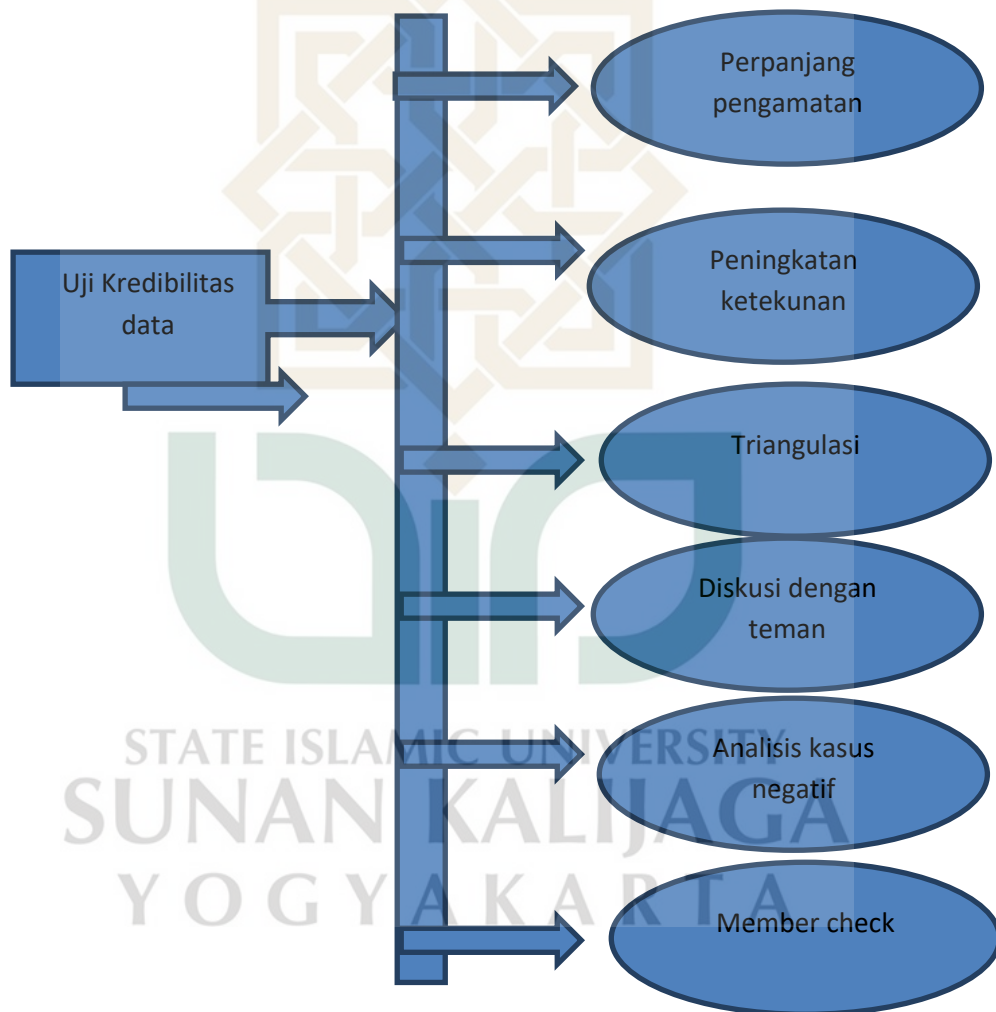 Perpanjang
pengamatan
Peningkatan
ketekunan
Uji Kredibilitas
data
Triangulasi
Diskusi dengan
teman
Analisis kasus
negatif
Member check
STATE ISLAMIC UNIVERSITY
SUNAN KALIJAGA
YOGYAKARTA